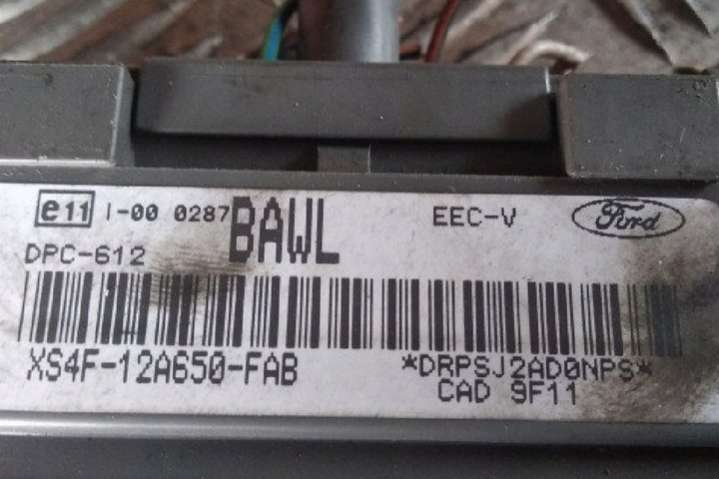 e11 I-00 0287 BAWL EEC-V Ford
DPC-612
XS4F-12A650-FAB *DRPSJ2AD0NPS*
CAD 9F11